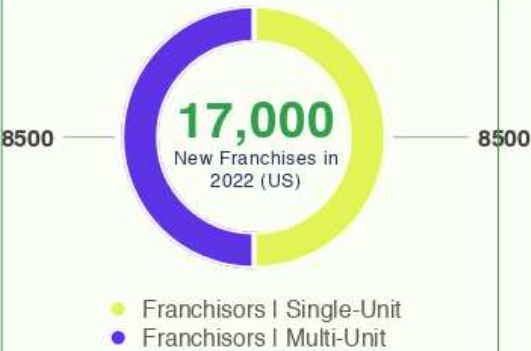 17,000
8500
New Franchises in
8500
2022 (US)
Franchisors | Single-Unit
Franchisors | Multi-Unit